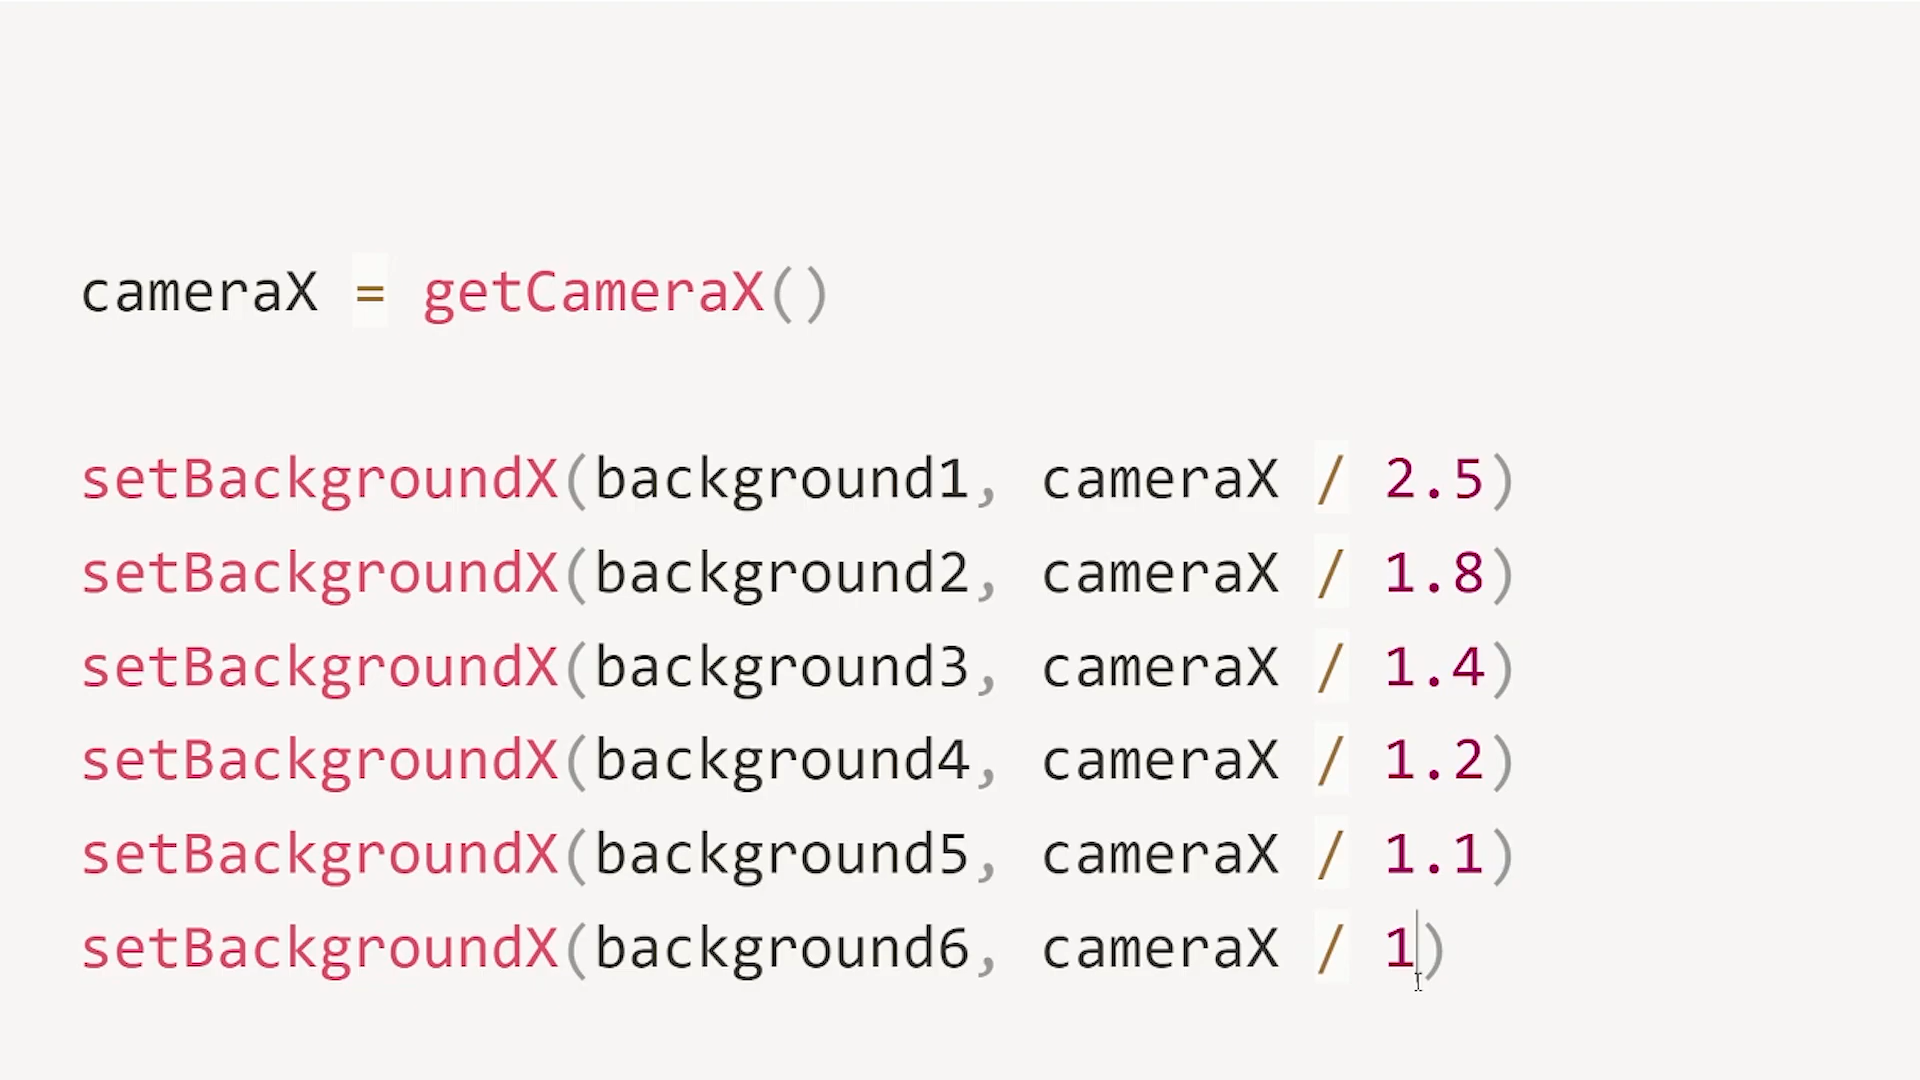 cameraX = getCameraX()
setBackgroundX(background1, cameraX / 2.5)
setBackgroundX(background2, cameraX / 1.8)
setBackgroundX(background3, cameraX / 1.4)
setBackgroundX(background4, cameraX / 1.2)
setBackgroundX(background5, cameraX / 1.1)
setBackgroundX(background6, cameraX / 1)